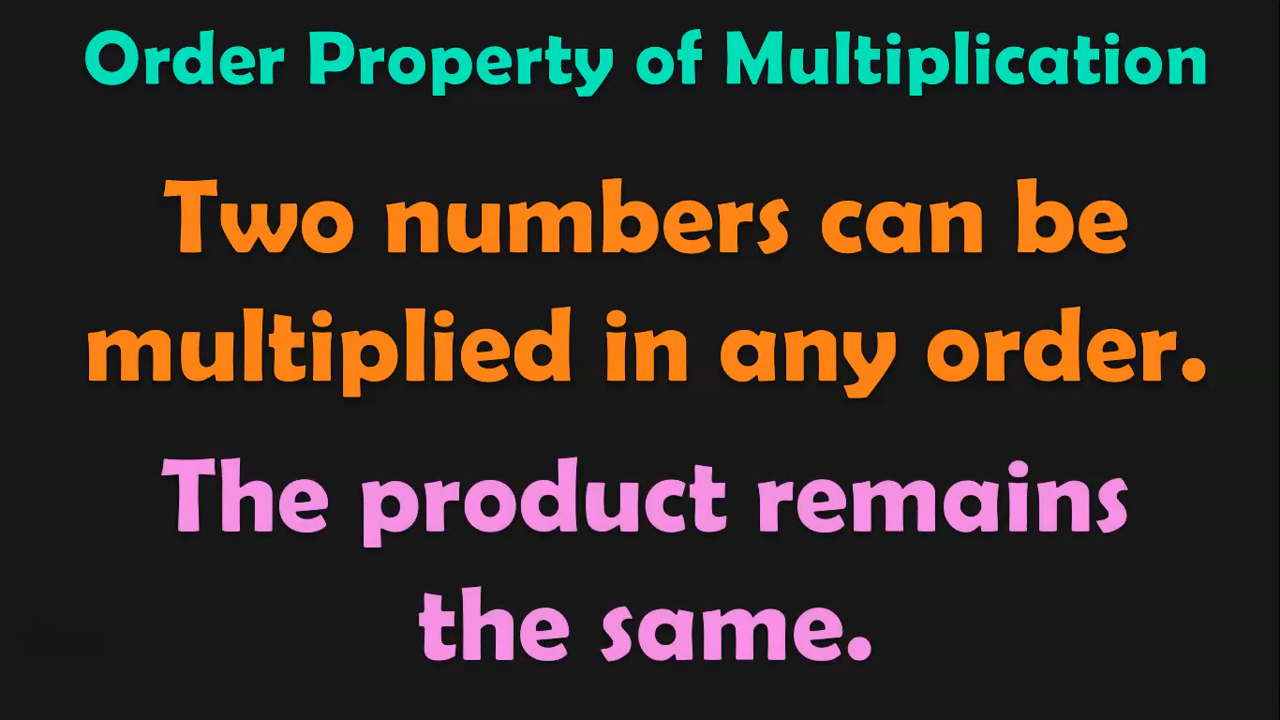 Order Property of Multiplication
Two numbers can be
multiplied in any order.
The product remains
the same.